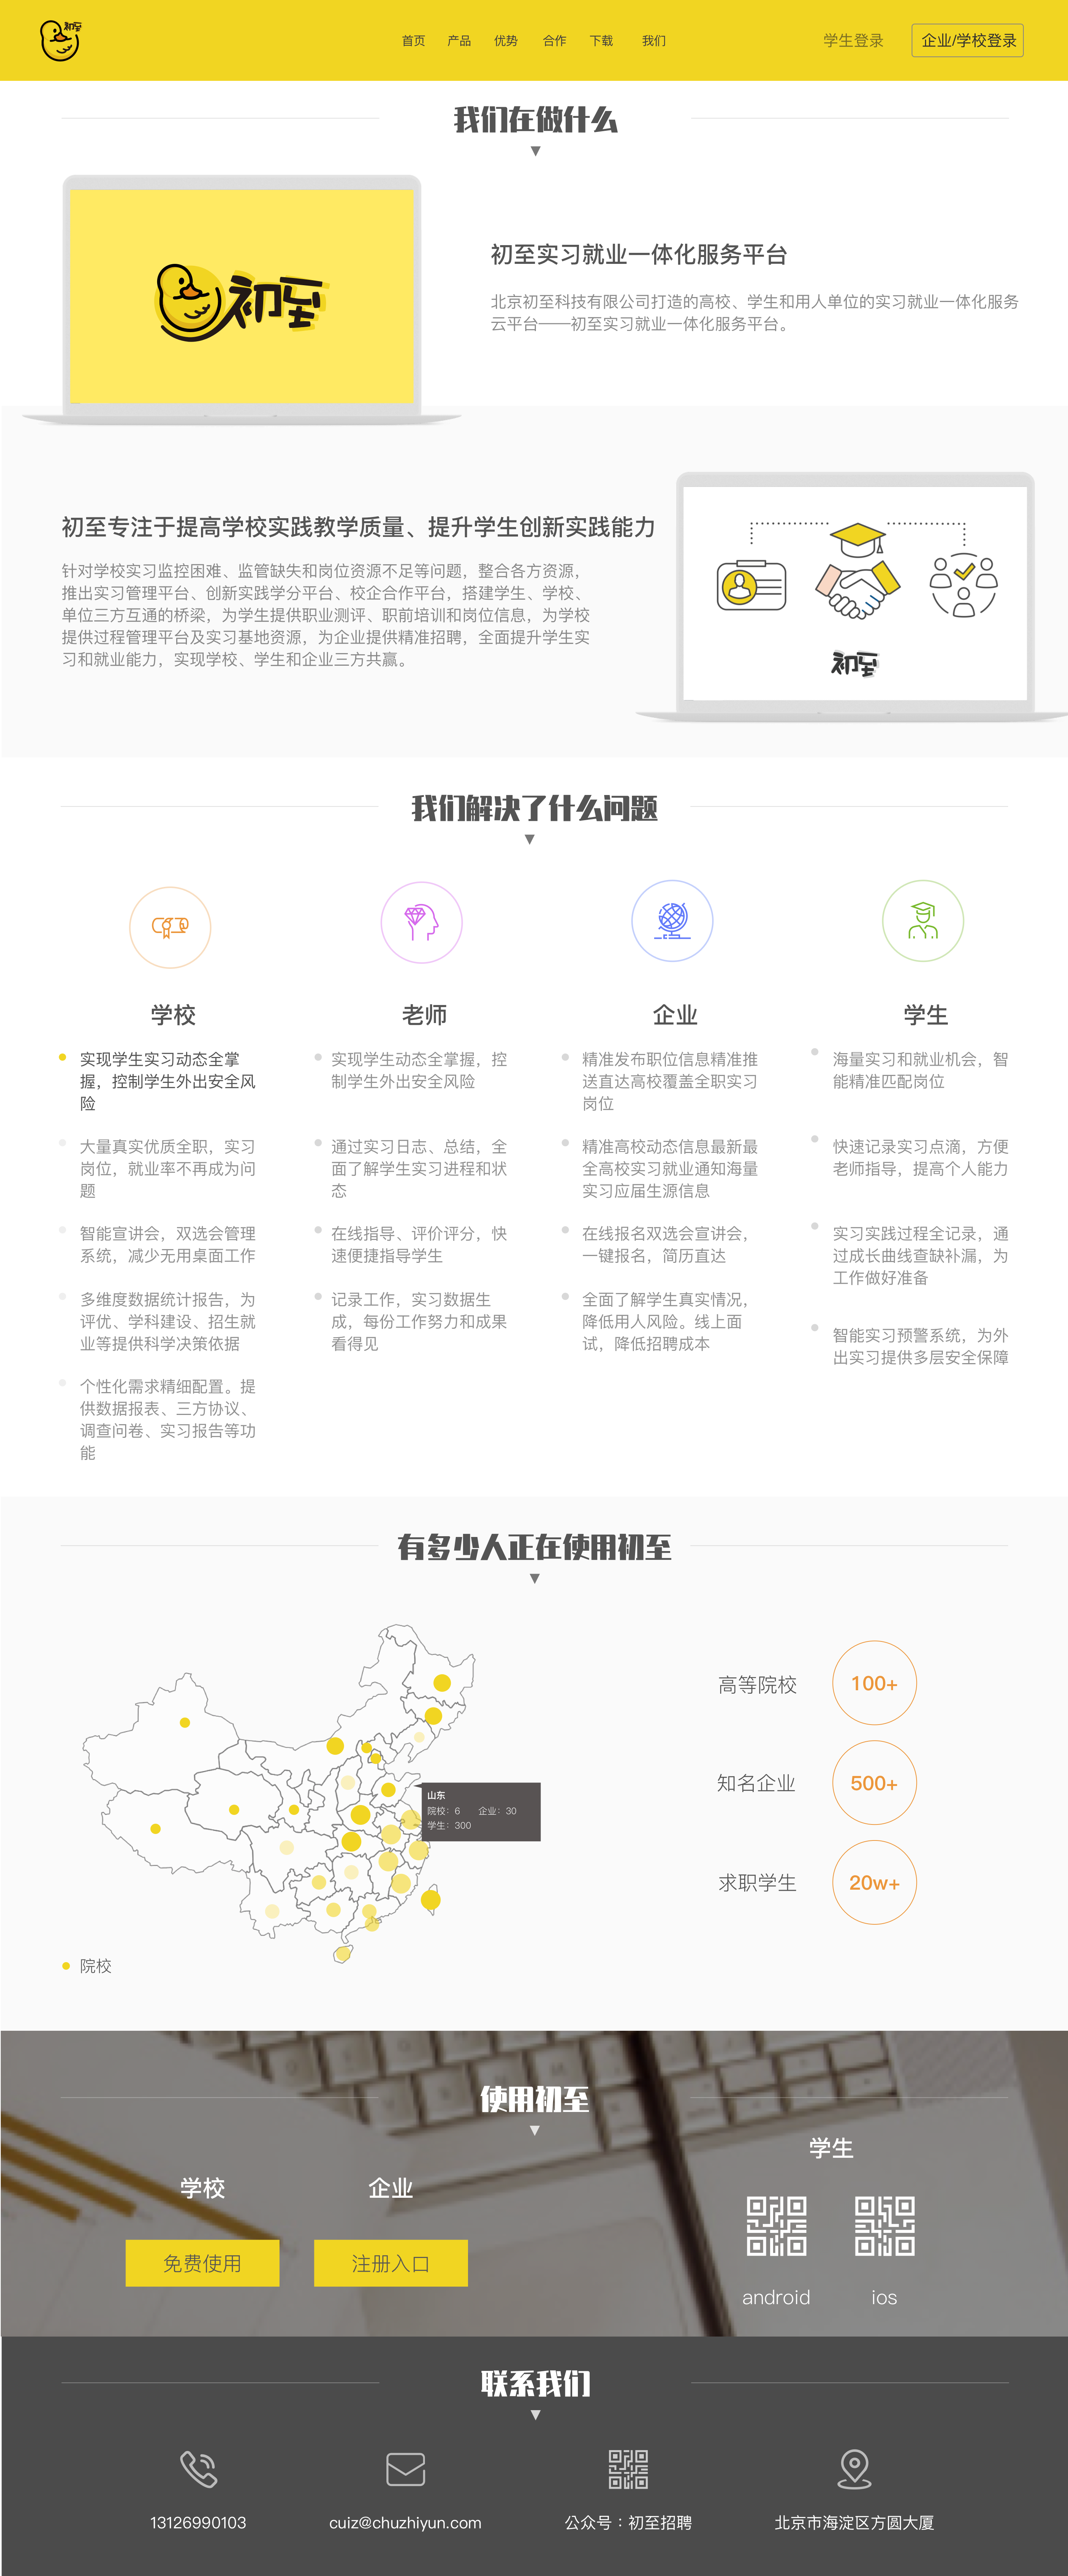 初至
首页 产品 优势 合作 下载 我们
学生登录 企业/学校登录
我们在做什么
初至
初至实习就业一体化服务平台
北京初至科技有限公司打造的高校、学生和用人单位的实习就业一体化服务
云平台——初至实习就业一体化服务平台。
初至专注于提高学校实践教学质量、提升学生创新实践能力
针对学校实习监控困难、监管缺失和岗位资源不足等问题，整合各方资源，
推出实习管理平台、创新实践学分平台、校企合作平台，搭建学生、学校、
单位三方互通的桥梁，为学生提供职业测评、职前培训和岗位信息，为学校
提供过程管理平台及实习基地资源，为企业提供精准招聘，全面提升学生实
习和就业能力，实现学校、学生和企业三方共赢。
初至
我们解决了什么问题
学校
实现学生实习动态全掌
握，控制学生外出安全风
险
大量真实优质全职，实习
岗位，就业率不再成为问
题
智能宣讲会，双选会管理
系统，减少无用桌面工作
多维度数据统计报告，为
评优、学科建设、招生就
业等提供科学决策依据
个性化需求精细配置。提
供数据报表、三方协议、
调查问卷、实习报告等功
能
老师
实现学生动态全掌握，控
制学生外出安全风险
通过实习日志、总结，全
面了解学生实习进程和状
态
在线指导、评价评分，快
速便捷指导学生
记录工作，实习数据生
成，每份工作努力和成果
看得见
企业
精准发布职位信息精准推
送直达高校覆盖全职实习
岗位
精准高校动态信息最新最
全高校实习就业通知海量
实习应届生源信息
在线报名双选会宣讲会，
一键报名，简历直达
全面了解学生真实情况，
降低用人风险。线上面
试，降低招聘成本
学生
海量实习和就业机会，智
能精准匹配岗位
快速记录实习点滴，方便
老师指导，提高个人能力
实习实践过程全记录，通
过成长曲线查缺补漏，为
工作做好准备
智能实习预警系统，为外
出实习提供多层安全保障
有多少人正在使用初至
山东
院校：6 企业：30
学生：300
院校
高等院校 100+
知名企业 500+
求职学生 20w+
使用初至
学校 企业
免费使用 注册入口
学生
android ios
联系我们
13126990103 cuiz@chuzhiyun.com 公众号：初至招聘 北京市海淀区方圆大厦